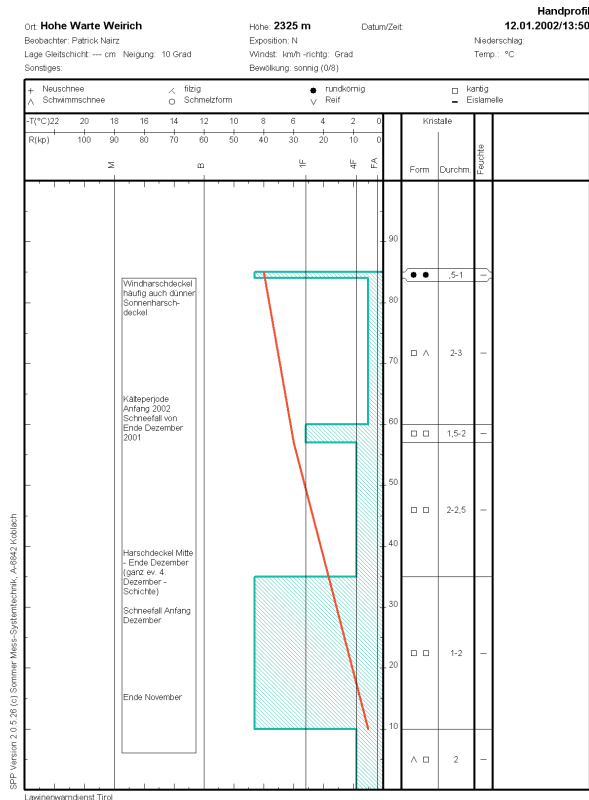 Handprofil
Ort: Hohe Warte Weirich Höhe: 2325 m Datum/Zeit: 12.01.2002/13:50
Beobachter: Patrick Nairz Exposition: N Niederschlag:
Lage Gleitschicht: --- cm Neigung: 10 Grad Windst: km/h -richtg: Grad Temp.: °C
Sonstiges: Bewölkung: sonnig (0/8)
+ Neuschnee filzig ● rundkörnig □ kantig
∧ Schwimmschnee ○ Schmelzform ∨ Reif Eislamelle
-T(°C)22 20 18 16 14 12 10 8 6 4 2 0 Kristalle
R(kp) 100 90 80 70 60 50 40 30 20 10 0
M B 1F 4F FA Form Durchm. Feuchte
90
● ● ,5-1 –
Windharschdeckel
häufig auch dünner
Sonnenharsch-
deckel
80
□ ∧ 2-3 –
70
Kälteperjode
Anfang 2002
Schneefall von
Ende Dezember
2001
60
□ □ 1,5-2 –
50
□ □ 2-2,5 –
40
Harschdeckel Mitte
- Ende Dezember
(ganz ev. 4.
Dezember -
Schichte)
30
Schneefall Anfang
Dezember
□ □ 1-2 –
20
Ende November
10
∧ □ 2 –
SPP Version 2.0.5.26 (c) Sommer Mess-Systemtechnik, A-6842 Koblach
Lawinenwarndienst Tirol